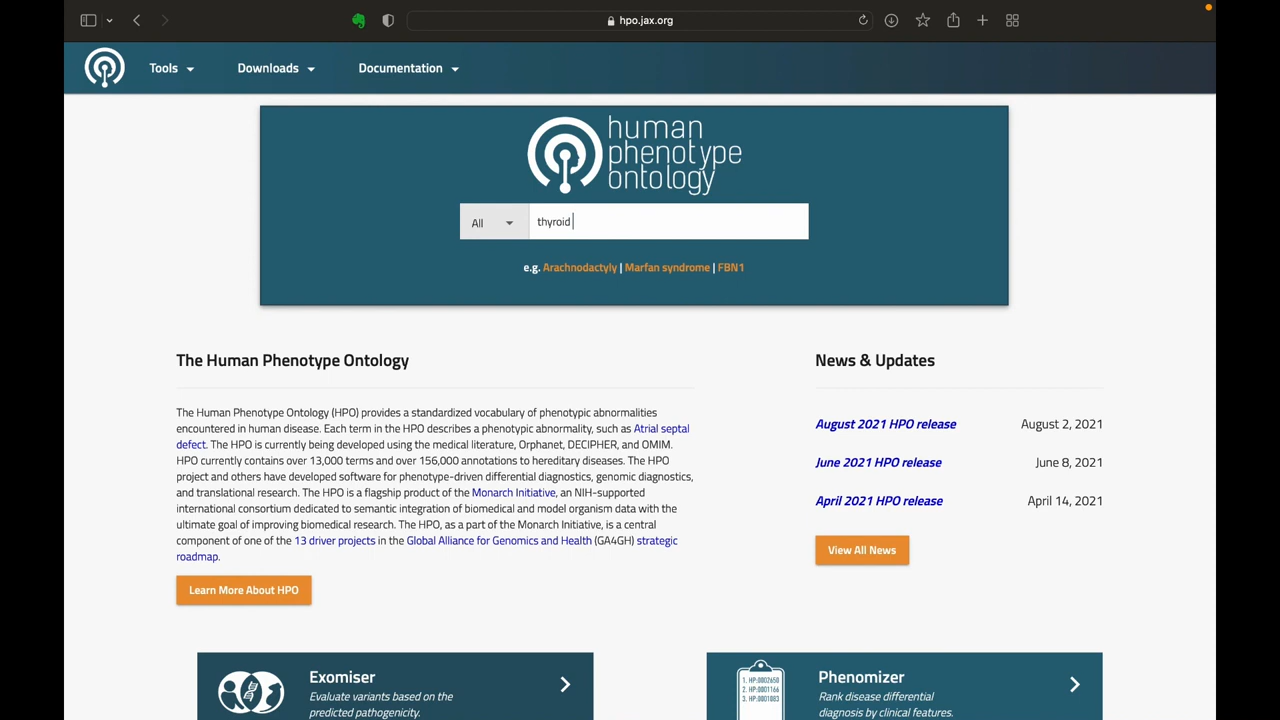 hpo.jax.org
Tools
Downloads
Documentation
human
phenotype
ontology
All
thyroid
e.g. Arachnodactyly | Marfan syndrome | FBN1
The Human Phenotype Ontology
The Human Phenotype Ontology (HPO) provides a standardized vocabulary of phenotypic abnormalities
encountered in human disease. Each term in the HPO describes a phenotypic abnormality, such as Atrial septal
defect. The HPO is currently being developed using the medical literature, Orphanet, DECIPHER, and OMIM.
HPO currently contains over 13,000 terms and over 156,000 annotations to hereditary diseases. The HPO
project and others have developed software for phenotype-driven differential diagnostics, genomic diagnostics,
and translational research. The HPO is a flagship product of the Monarch Initiative, an NIH-supported
international consortium dedicated to semantic integration of biomedical and model organism data with the
ultimate goal of improving biomedical research. The HPO, as a part of the Monarch Initiative, is a central
component of one of the 13 driver projects in the Global Alliance for Genomics and Health (GA4GH) strategic
roadmap.
Learn More About HPO
News & Updates
August 2021 HPO release August 2, 2021
June 2021 HPO release June 8, 2021
April 2021 HPO release April 14, 2021
View All News
Exomiser
Evaluate variants based on the
predicted pathogenicity.
1. HP:0002650
2. HP:0001166
3. HP:0001083
Phenomizer
Rank disease differential
diagnosis by clinical features.